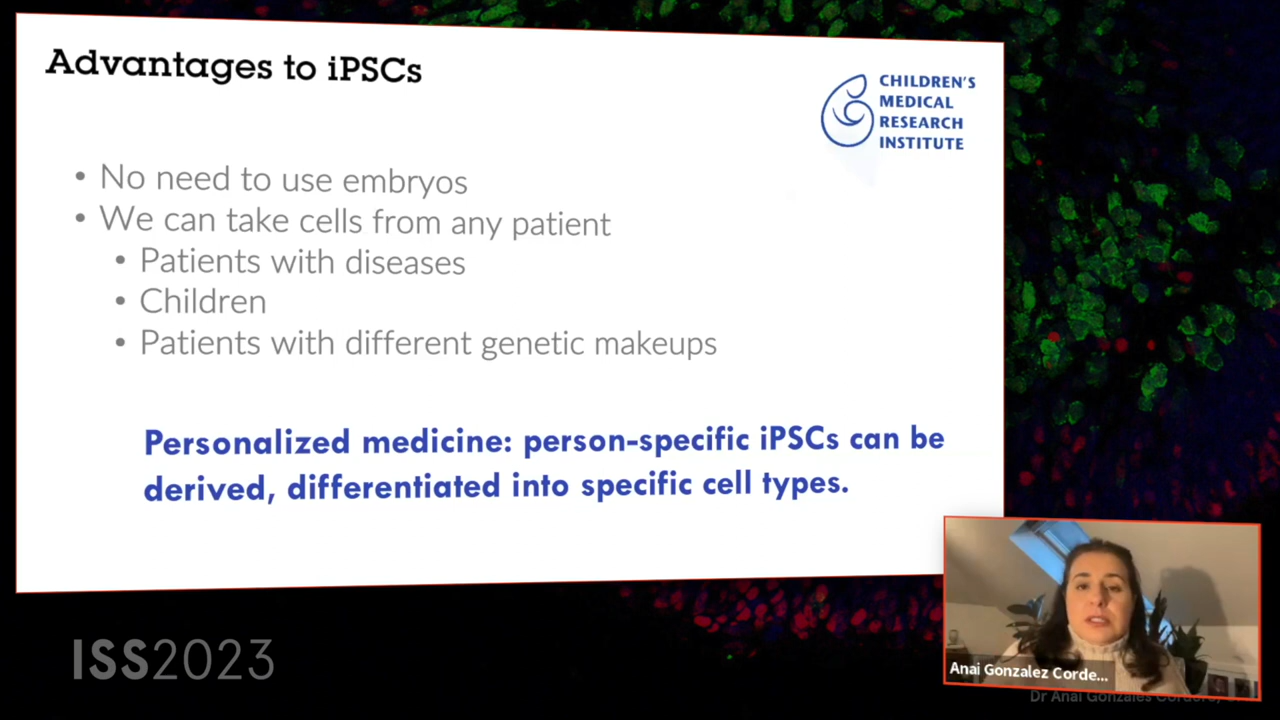 Advantages to iPSCs
CHILDREN'S
MEDICAL
RESEARCH
INSTITUTE
• No need to use embryos
• We can take cells from any patient
• Patients with diseases
• Children
• Patients with different genetic makeups
Personalized medicine: person-specific iPSCs can be
derived, differentiated into specific cell types.
ISS2023
Anai Gonzalez Corde...
Dr Anai Gonzales Cordero,